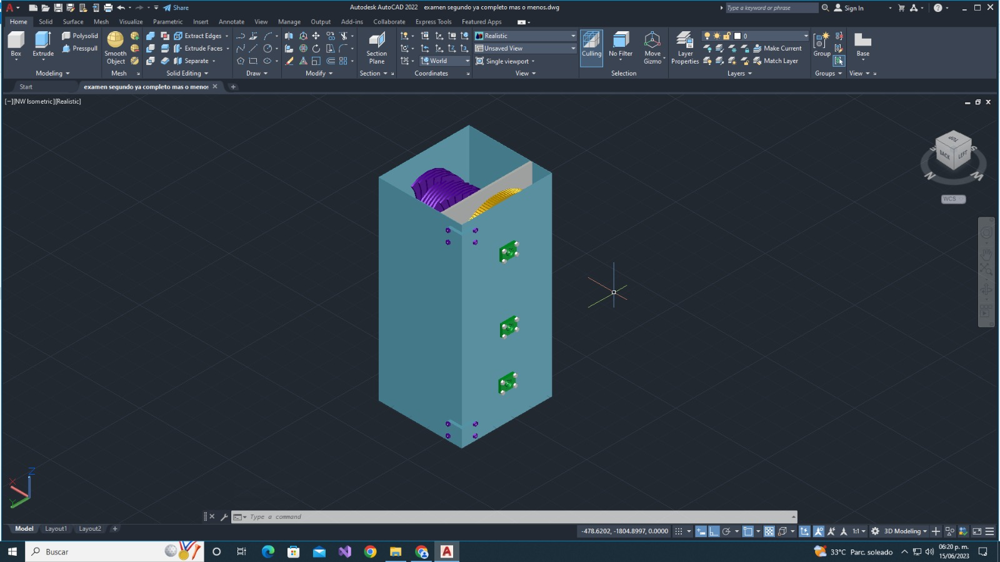 Share
Autodesk AutoCAD 2022 examen segundo ya completo mas o menos.dwg
Type a keyword or phrase
Sign In
Home Solid Surface Mesh Visualize Parametric Insert Annotate View Manage Output Add-ins Collaborate Express Tools Featured Apps
Box
Extrude
Polysolid
Presspull
Modeling
Smooth
Object
Mesh
Extract Edges
Extrude Faces
Separate
Solid Editing
Draw
Modify
Section
Plane
Section
World
Coordinates
Realistic
Unsaved View
Single viewport
View
Culling
No Filter
Move
Gizmo
Selection
Layer
Properties
0
Make Current
Match Layer
Layers
Group
Groups
Base
View
Start
examen segundo ya completo mas o menos
[−][NW Isometric][Realistic]
TOP
BACK
LEFT
S
N
W
WCS
Z
X
Y
Type a command
Model Layout1 Layout2
-478.6202, -1804.8997, 0.0000
1:1
3D Modeling
Buscar
33°C Parc. soleado
06:20 p. m.
15/06/2023